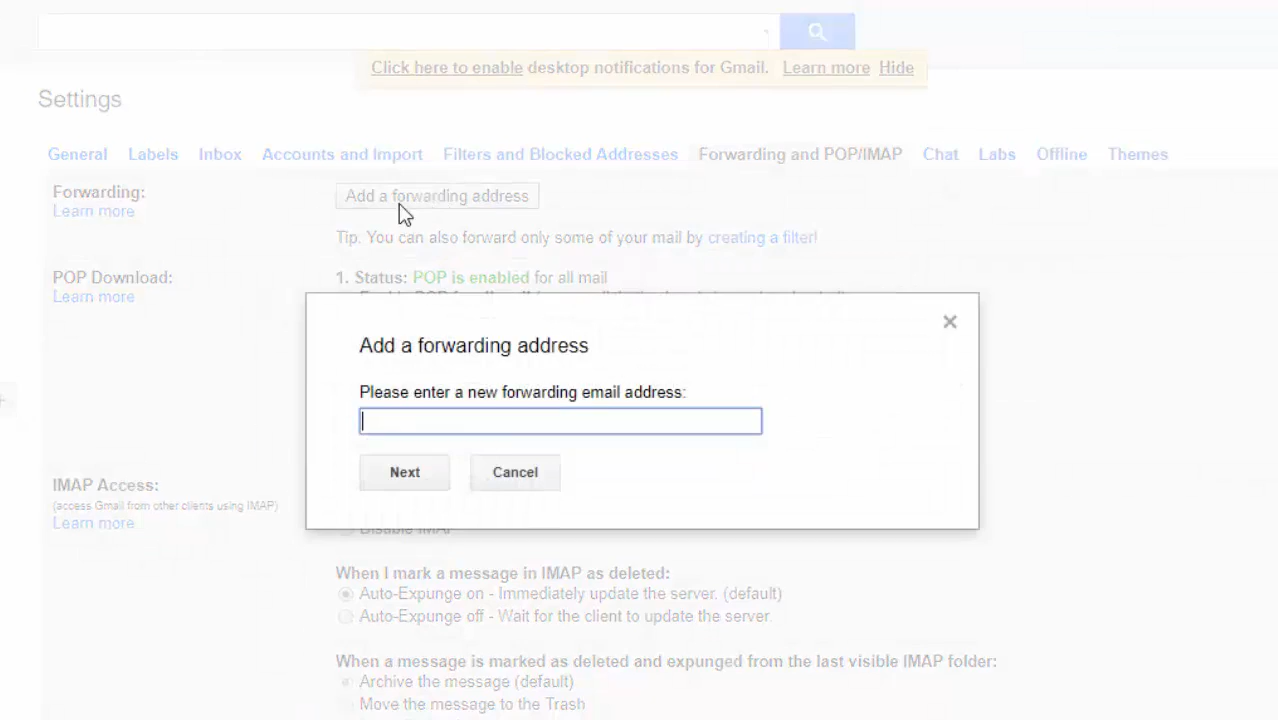 Click here to enable desktop notifications for Gmail. Learn more Hide
Settings
General Labels Inbox Accounts and Import Filters and Blocked Addresses Forwarding and POP/IMAP Chat Labs Offline Themes
Forwarding:
Learn more
Add a forwarding address
Tip. You can also forward only some of your mail by creating a filter!
POP Download:
Learn more
1. Status: POP is enabled for all mail
Add a forwarding address
Please enter a new forwarding email address:
Next Cancel
IMAP Access:
(access Gmail from other clients using IMAP)
Learn more
Disable IMAP
When I mark a message in IMAP as deleted:
Auto-Expunge on - Immediately update the server. (default)
Auto-Expunge off - Wait for the client to update the server.
When a message is marked as deleted and expunged from the last visible IMAP folder:
Archive the message (default)
Move the message to the Trash